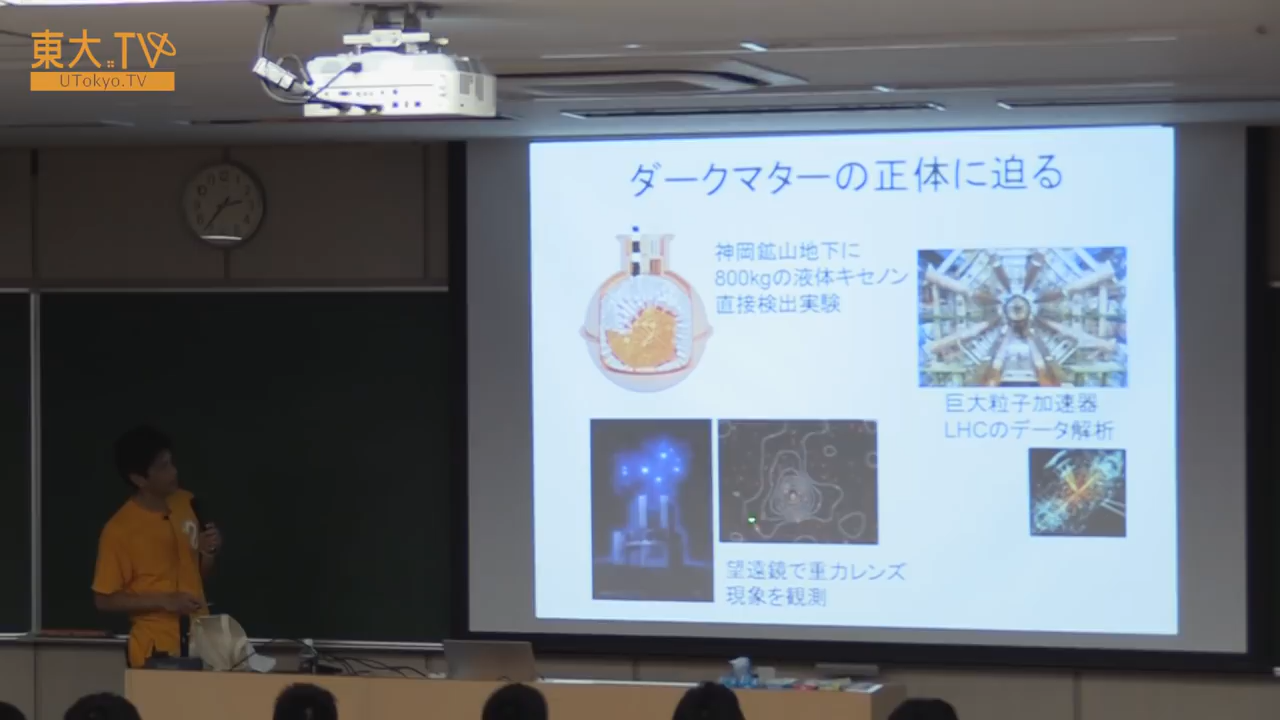 東大.TV
UTokyo.TV
ダークマターの正体に迫る
神岡鉱山地下に
800kgの液体キセノン
直接検出実験
巨大粒子加速器
LHCのデータ解析
望遠鏡で重力レンズ
現象を観測